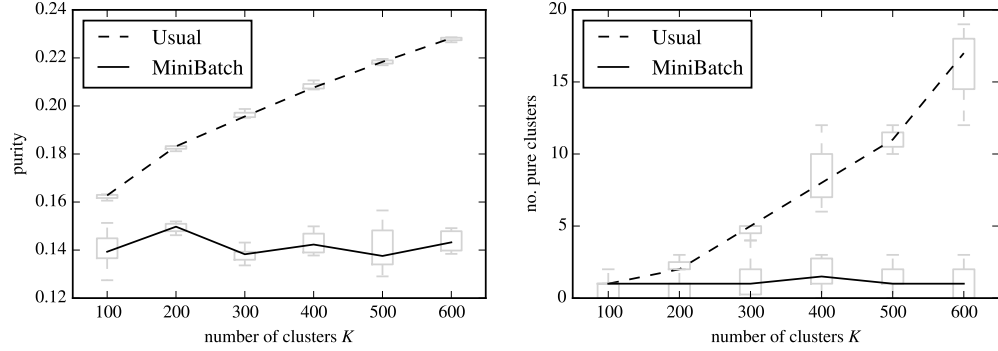 0.24
0.22
0.20
0.18
0.16
0.14
0.12
purity
Usual
MiniBatch
100 200 300 400 500 600
number of clusters K
20
15
10
5
0
no. pure clusters
Usual
MiniBatch
100 200 300 400 500 600
number of clusters K